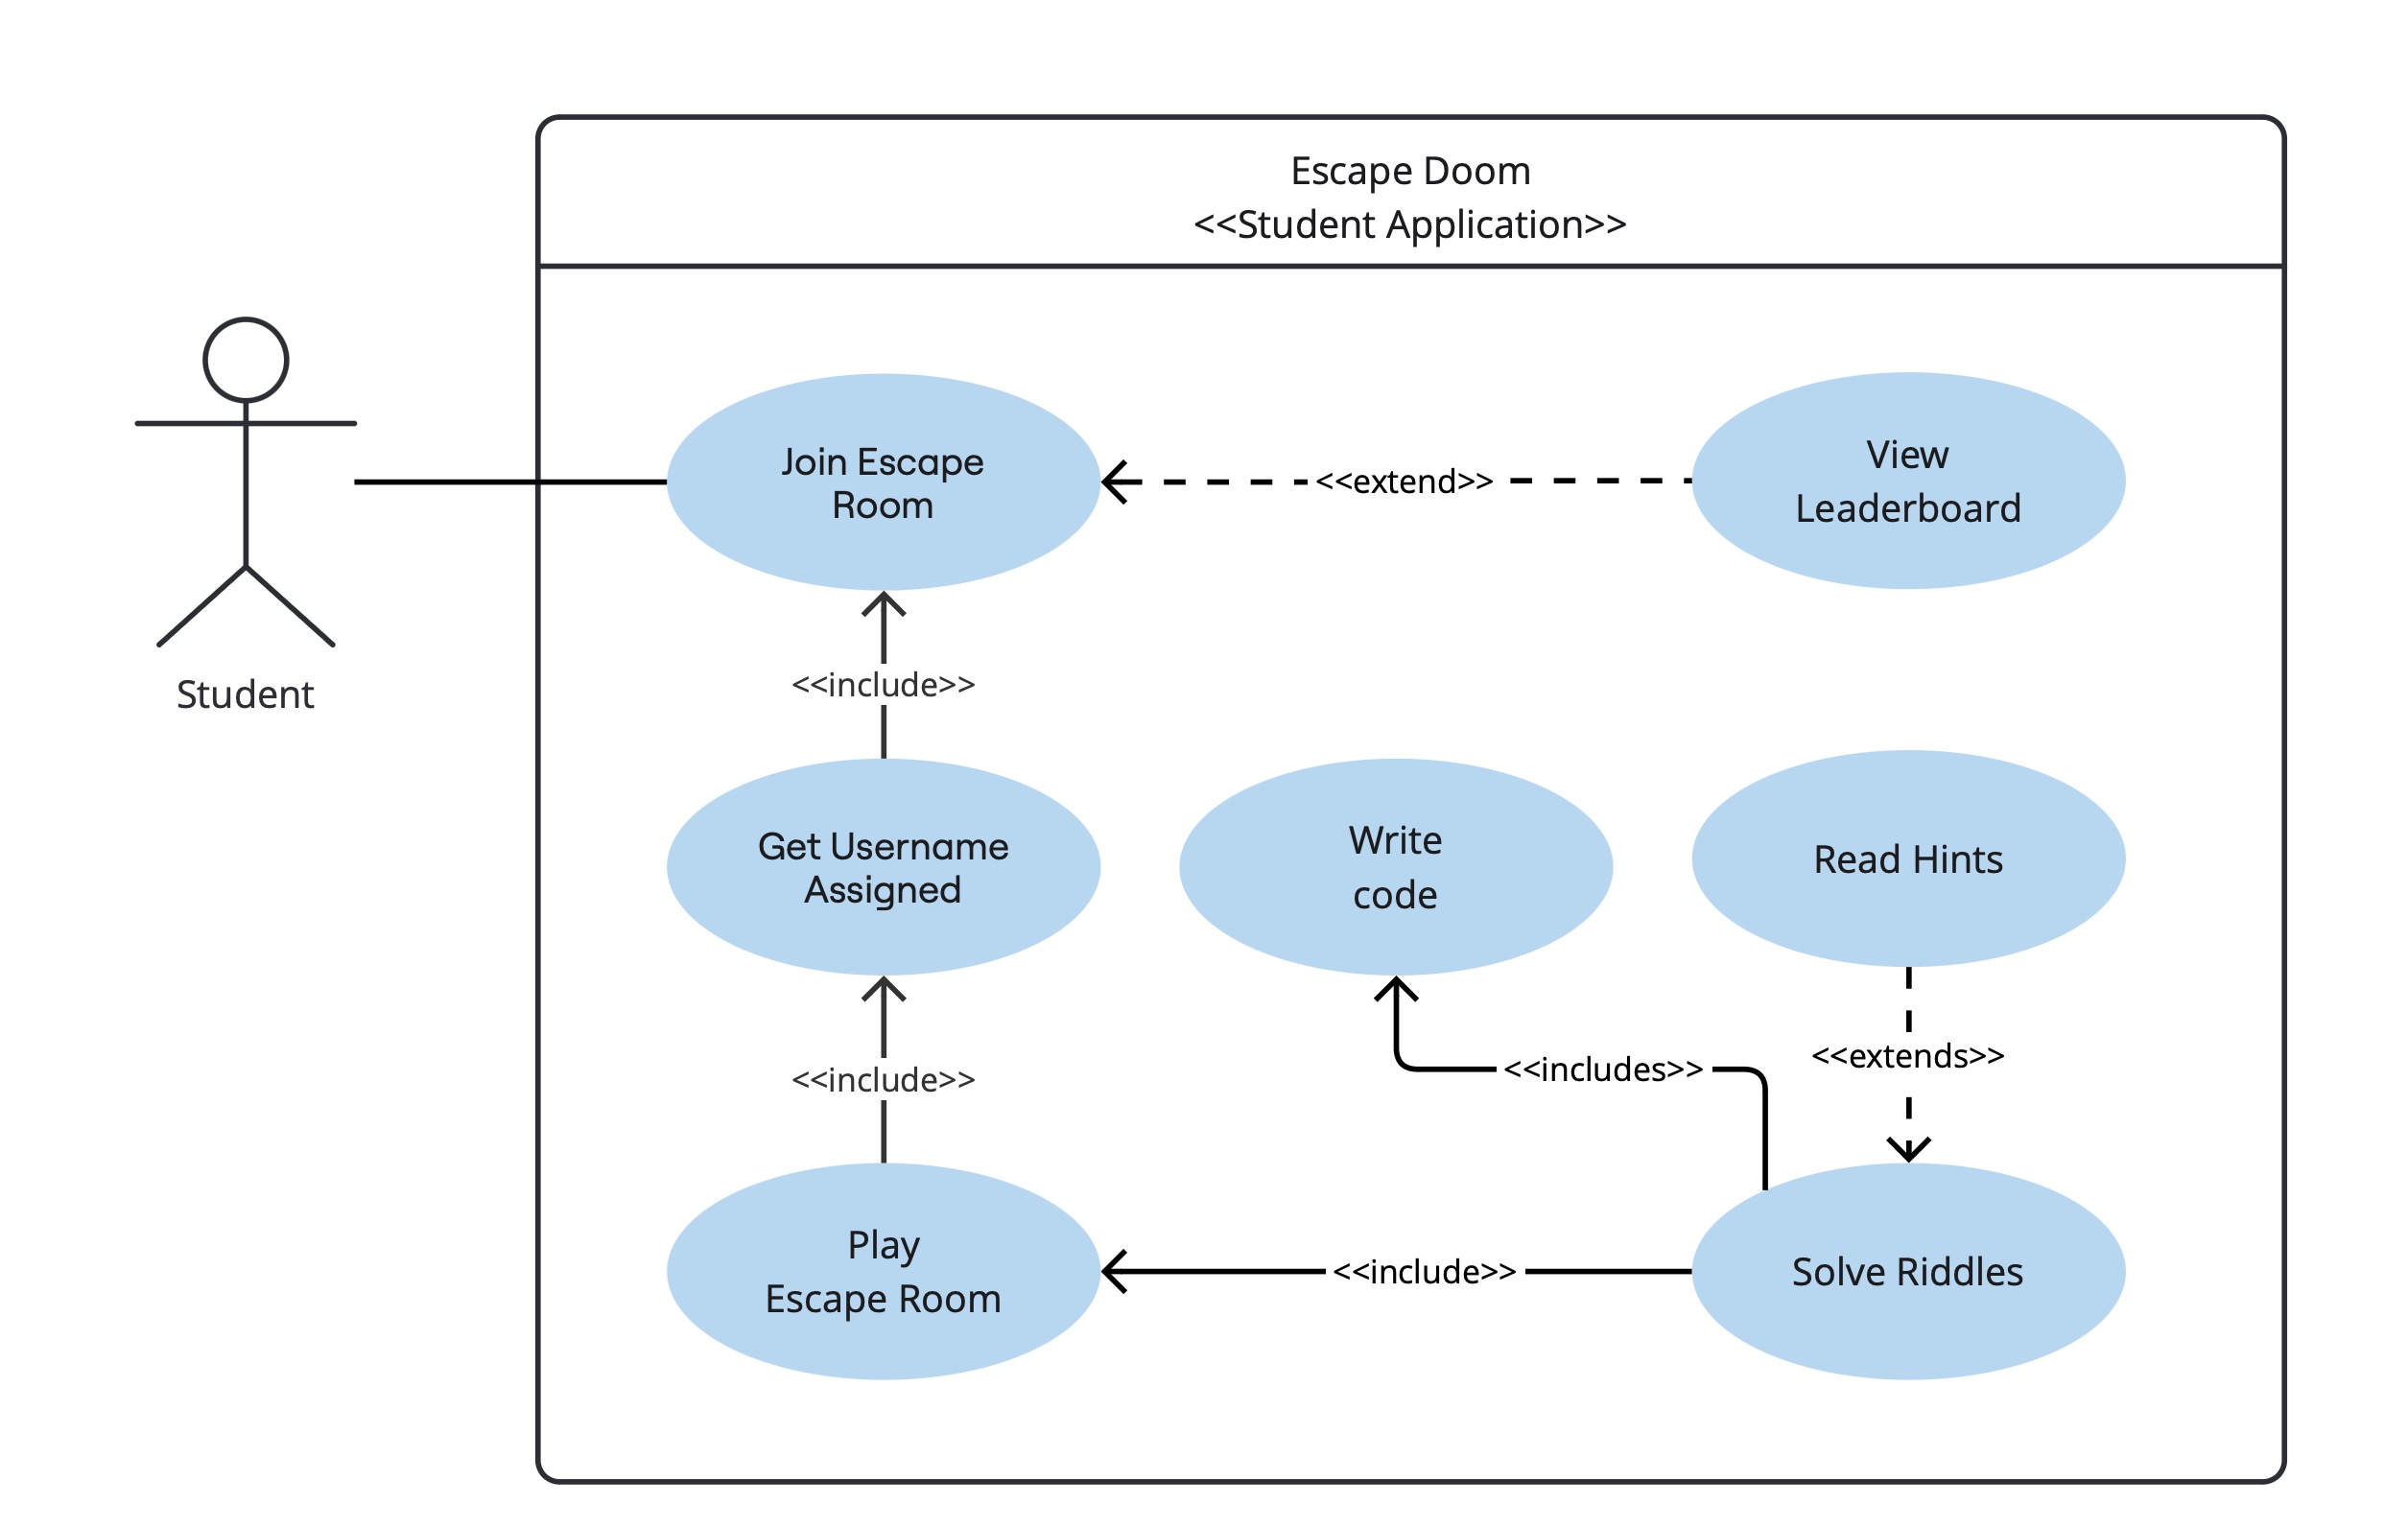 Escape Doom
<<Student Application>>
Student
Join Escape
Room
<<extend>>
View
Leaderboard
<<include>>
Get Username
Assigned
Write
code
Read Hints
<<include>>
<<includes>>
<<extends>>
Play
Escape Room
<<include>>
Solve Riddles